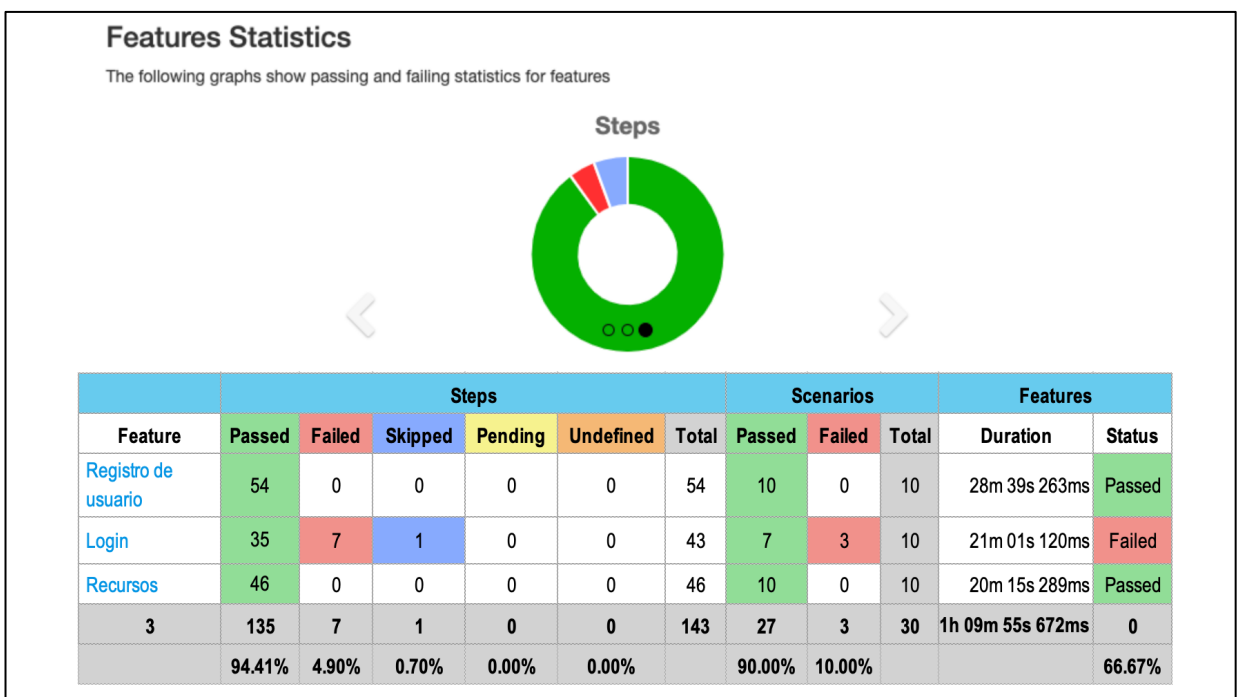 Features Statistics
The following graphs show passing and failing statistics for features
Steps
Steps Scenarios Features
Feature Passed Failed Skipped Pending Undefined Total Passed Failed Total Duration Status
Registro de
usuario 54 0 0 0 0 54 10 0 10 28m 39s 263ms Passed
Login 35 7 1 0 0 43 7 3 10 21m 01s 120ms Failed
Recursos 46 0 0 0 0 46 10 0 10 20m 15s 289ms Passed
3 135 7 1 0 0 143 27 3 30 1h 09m 55s 672ms 0
94.41% 4.90% 0.70% 0.00% 0.00% 90.00% 10.00% 66.67%